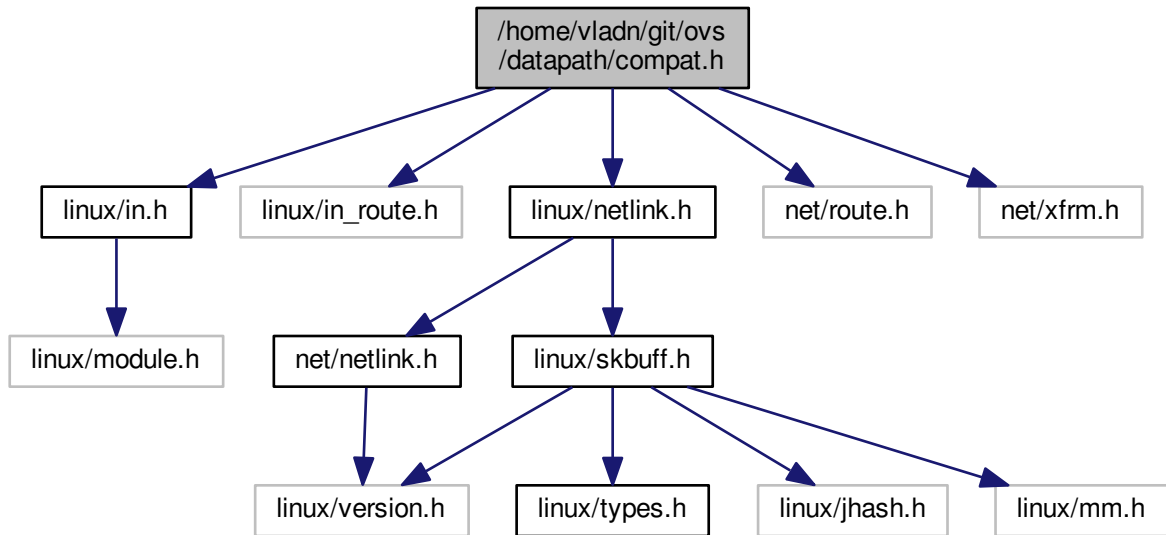 /home/vladn/git/ovs
/datapath/compat.h
linux/in.h
linux/in_route.h
linux/netlink.h
net/route.h
net/xfrm.h
linux/module.h
net/netlink.h
linux/skbuff.h
linux/version.h
linux/types.h
linux/jhash.h
linux/mm.h